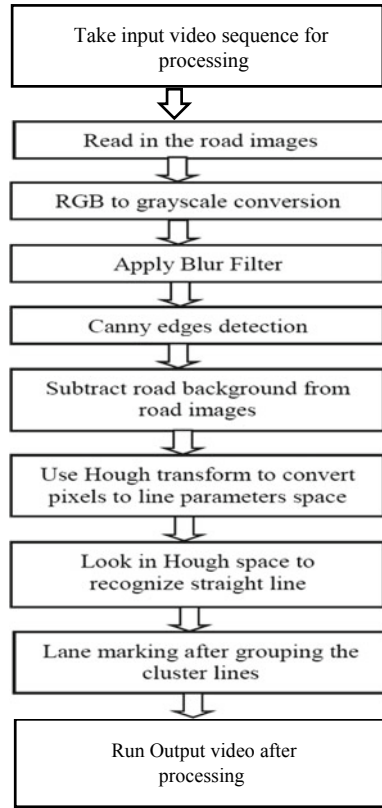 Take input video sequence for
processing
Read in the road images
RGB to grayscale conversion
Apply Blur Filter
Canny edges detection
Subtract road background from
road images
Use Hough transform to convert
pixels to line parameters space
Look in Hough space to
recognize straight line
Lane marking after grouping the
cluster lines
Run Output video after
processing